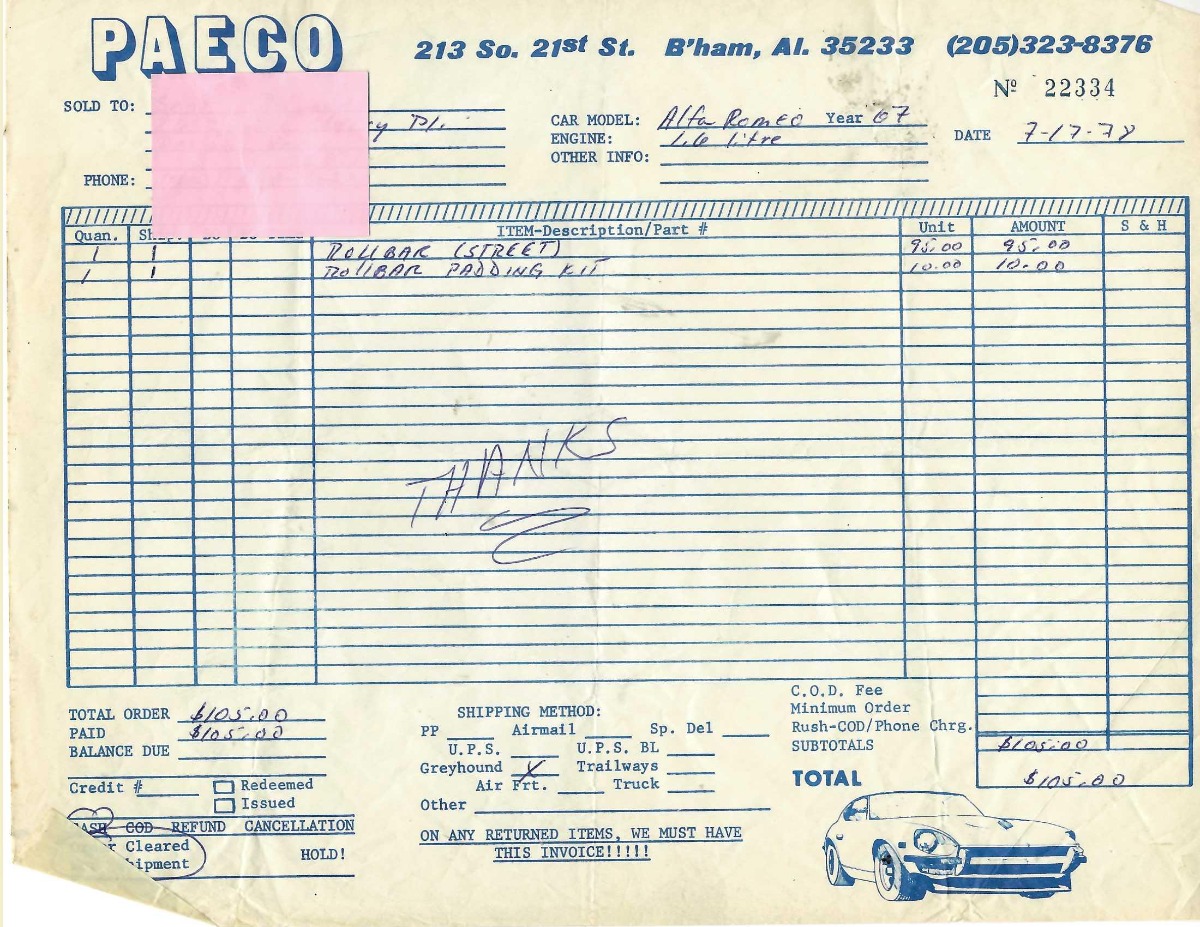 PAECO 213 So. 21st St. B'ham, Al. 35233 (205)323-8376
Nº 22334
SOLD TO: Pl.
CAR MODEL: Alfa Romeo Year 67
ENGINE: 1.6 litre
DATE 7-17-78
OTHER INFO:
PHONE:
Quan. ITEM-Description/Part # Unit AMOUNT S & H
1 1 ROLLBAR (STREET) 95.00 95.00
1 1 ROLLBAR PADDING KIT 10.00 10.00
THANKS
C.O.D. Fee
Minimum Order
Rush-COD/Phone Chrg.
SUBTOTALS $105.00
TOTAL $105.00
TOTAL ORDER $105.00
PAID $105.00
BALANCE DUE
Credit # Redeemed
Issued
CASH COD REFUND CANCELLATION
Cleared
HOLD!
SHIPPING METHOD:
PP Airmail Sp. Del
U.P.S. U.P.S. BL
Greyhound X Trailways
Air Frt. Truck
Other
ON ANY RETURNED ITEMS, WE MUST HAVE
THIS INVOICE!!!!!